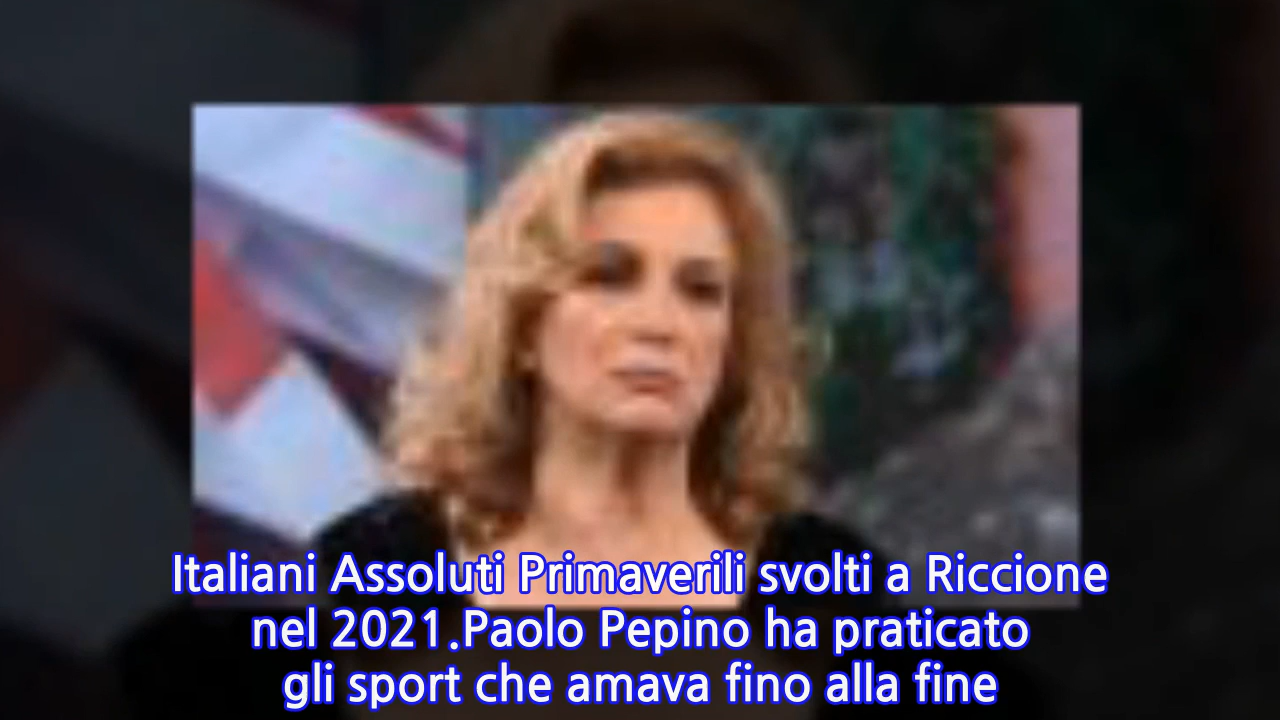 Italiani Assoluti Primaverili svolti a Riccione
nel 2021.Paolo Pepino ha praticato
gli sport che amava fino alla fine